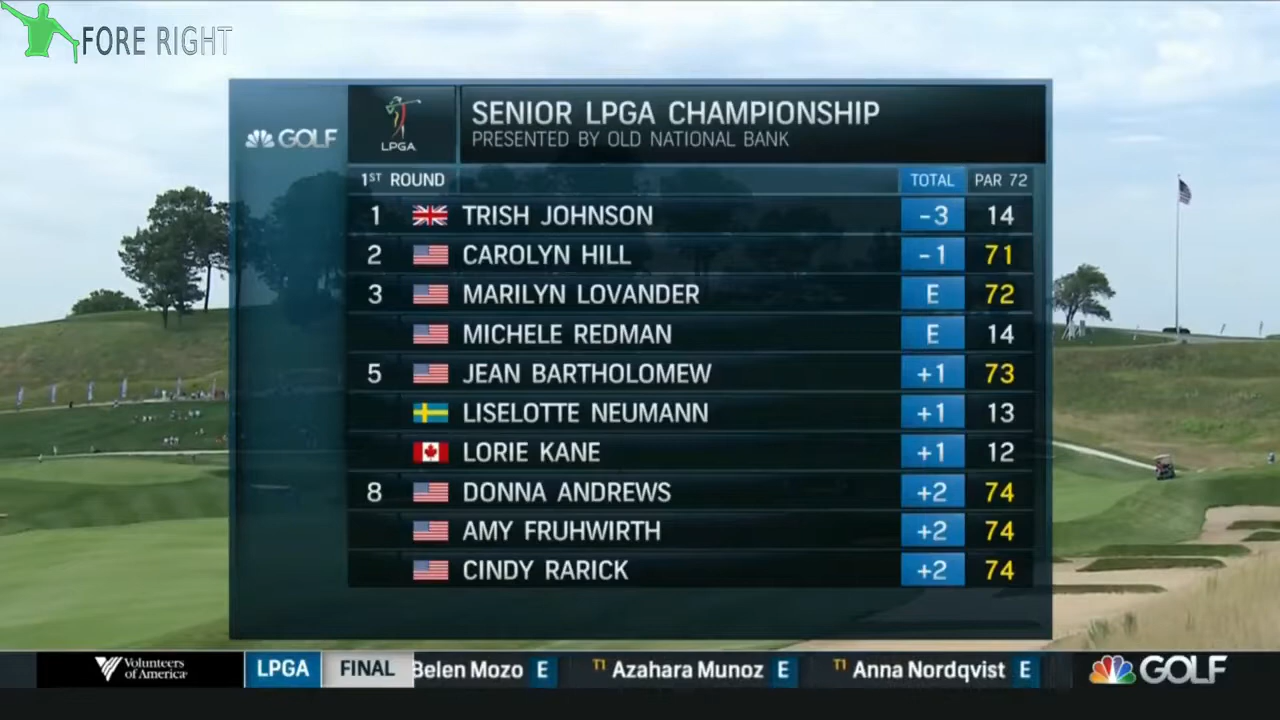 FORE RIGHT
GOLF
LPGA
SENIOR LPGA CHAMPIONSHIP
PRESENTED BY OLD NATIONAL BANK
1ST ROUND TOTAL PAR 72
1 TRISH JOHNSON -3 14
2 CAROLYN HILL -1 71
3 MARILYN LOVANDER E 72
MICHELE REDMAN E 14
5 JEAN BARTHOLOMEW +1 73
LISELOTTE NEUMANN +1 13
LORIE KANE +1 12
8 DONNA ANDREWS +2 74
AMY FRUHWIRTH +2 74
CINDY RARICK +2 74
Volunteers of America LPGA FINAL Belen Mozo E T1 Azahara Munoz E T1 Anna Nordqvist E GOLF